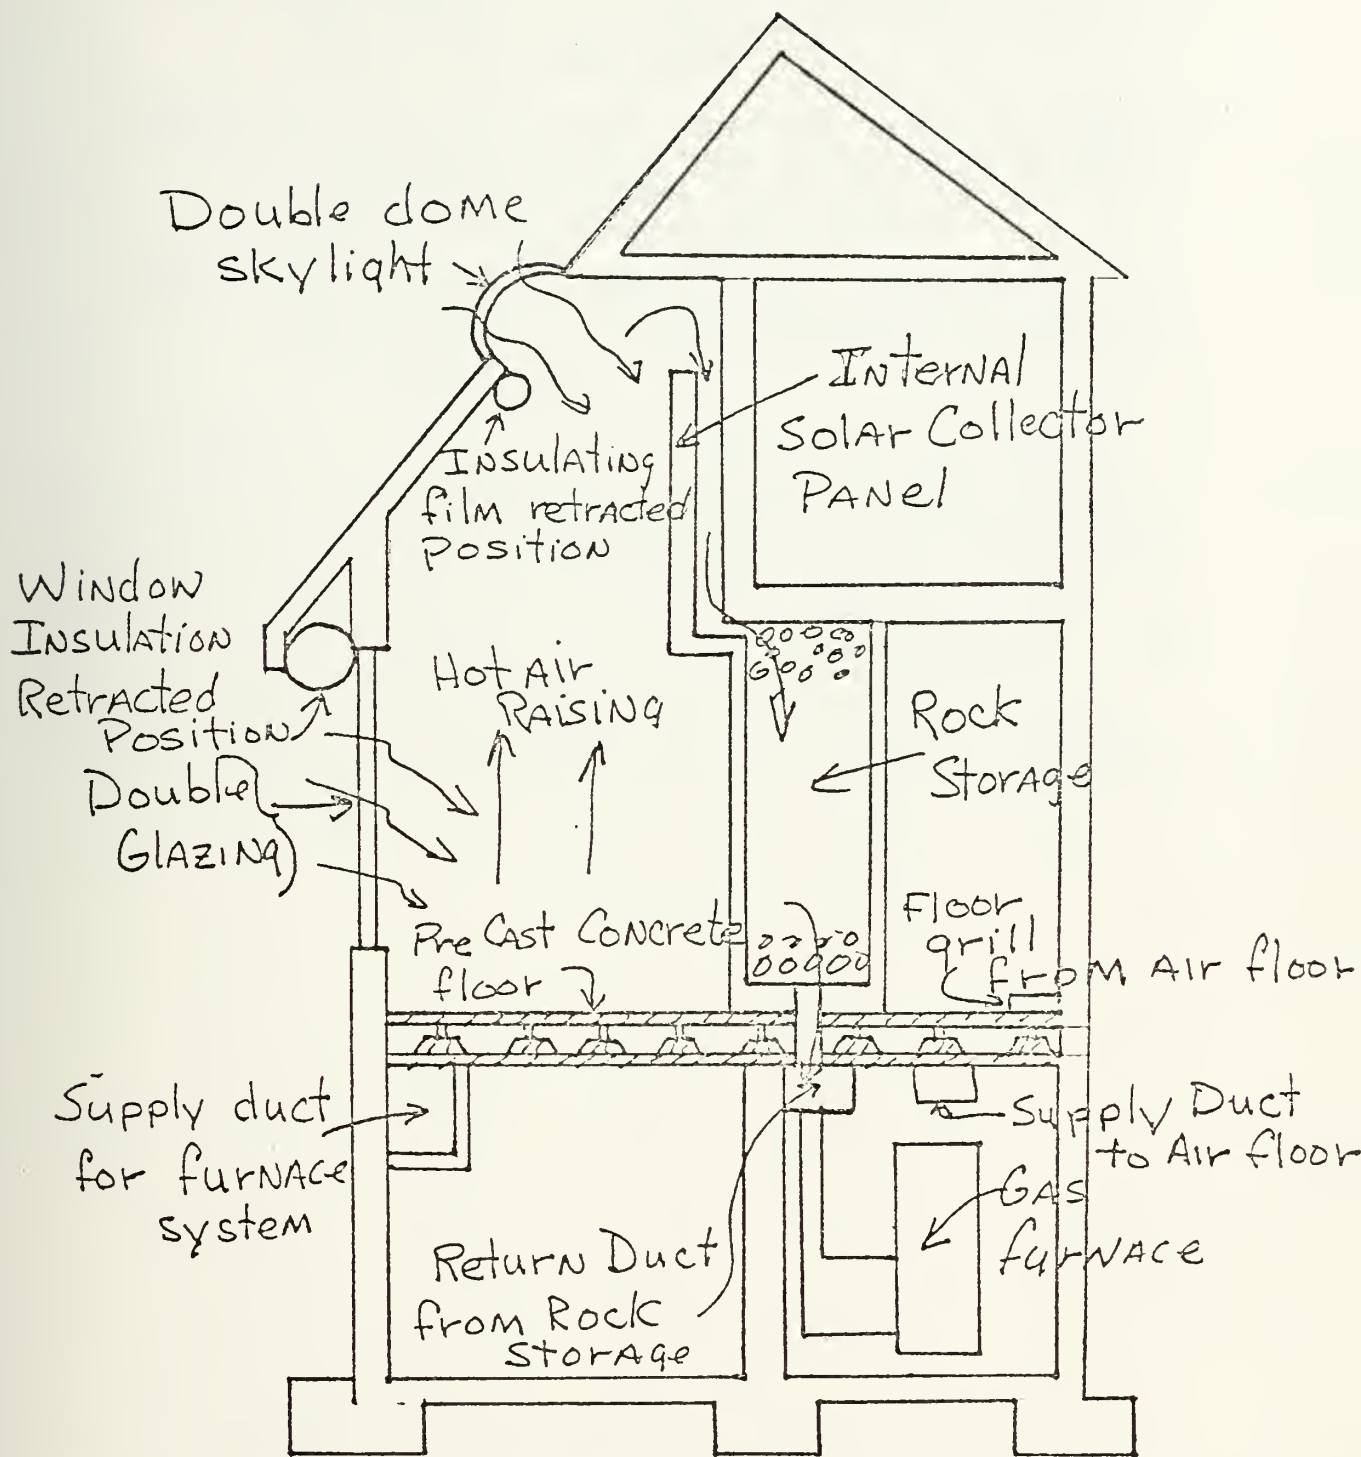 Double dome
skylight
Internal
Solar Collector
Panel
Insulating
film retracted
Position
Window
Insulation
Retracted
Position
Hot Air
Raising
Rock
Storage
Double
Glazing
Pre Cast Concrete
floor
Floor
grill
from Air floor
Supply duct
for furnace
system
Supply Duct
to Air floor
Gas
furnace
Return Duct
from Rock
Storage